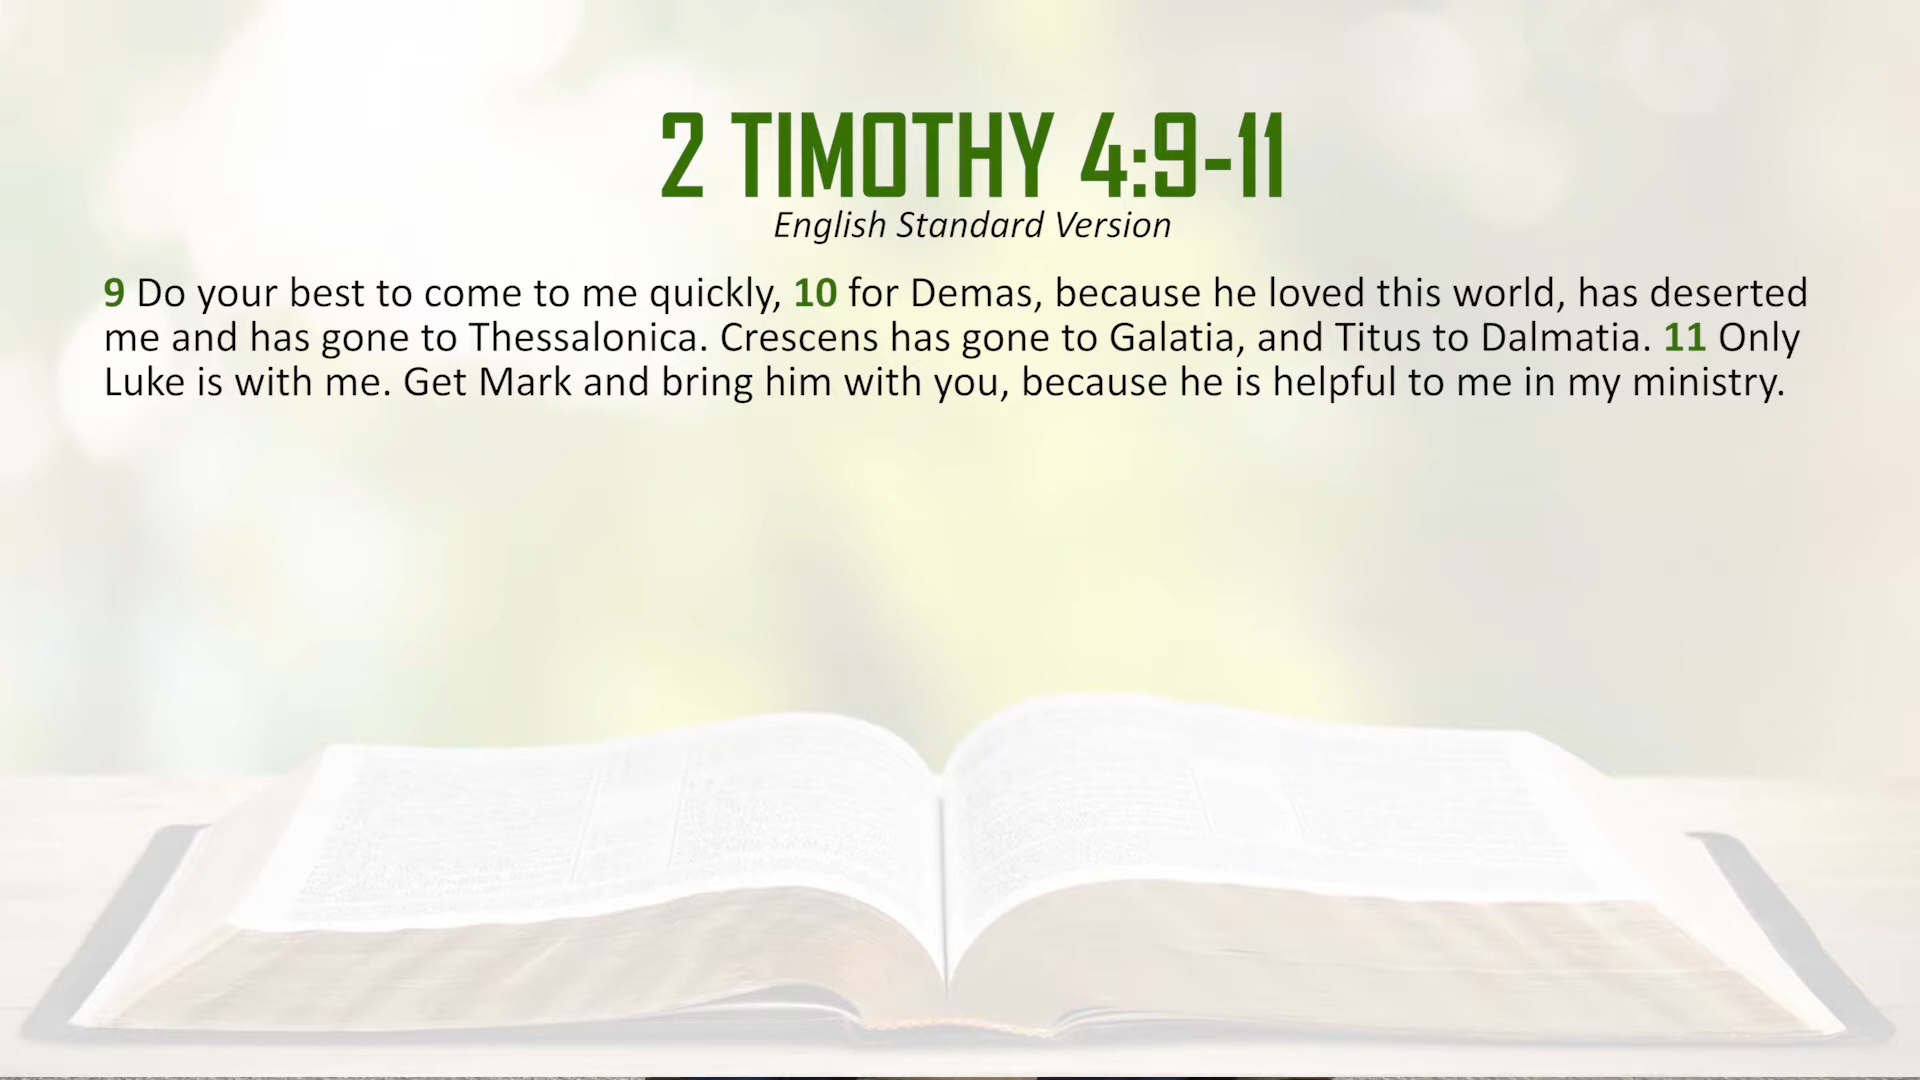 2 TIMOTHY 4:9-11
English Standard Version
9 Do your best to come to me quickly, 10 for Demas, because he loved this world, has deserted
me and has gone to Thessalonica. Crescens has gone to Galatia, and Titus to Dalmatia. 11 Only
Luke is with me. Get Mark and bring him with you, because he is helpful to me in my ministry.